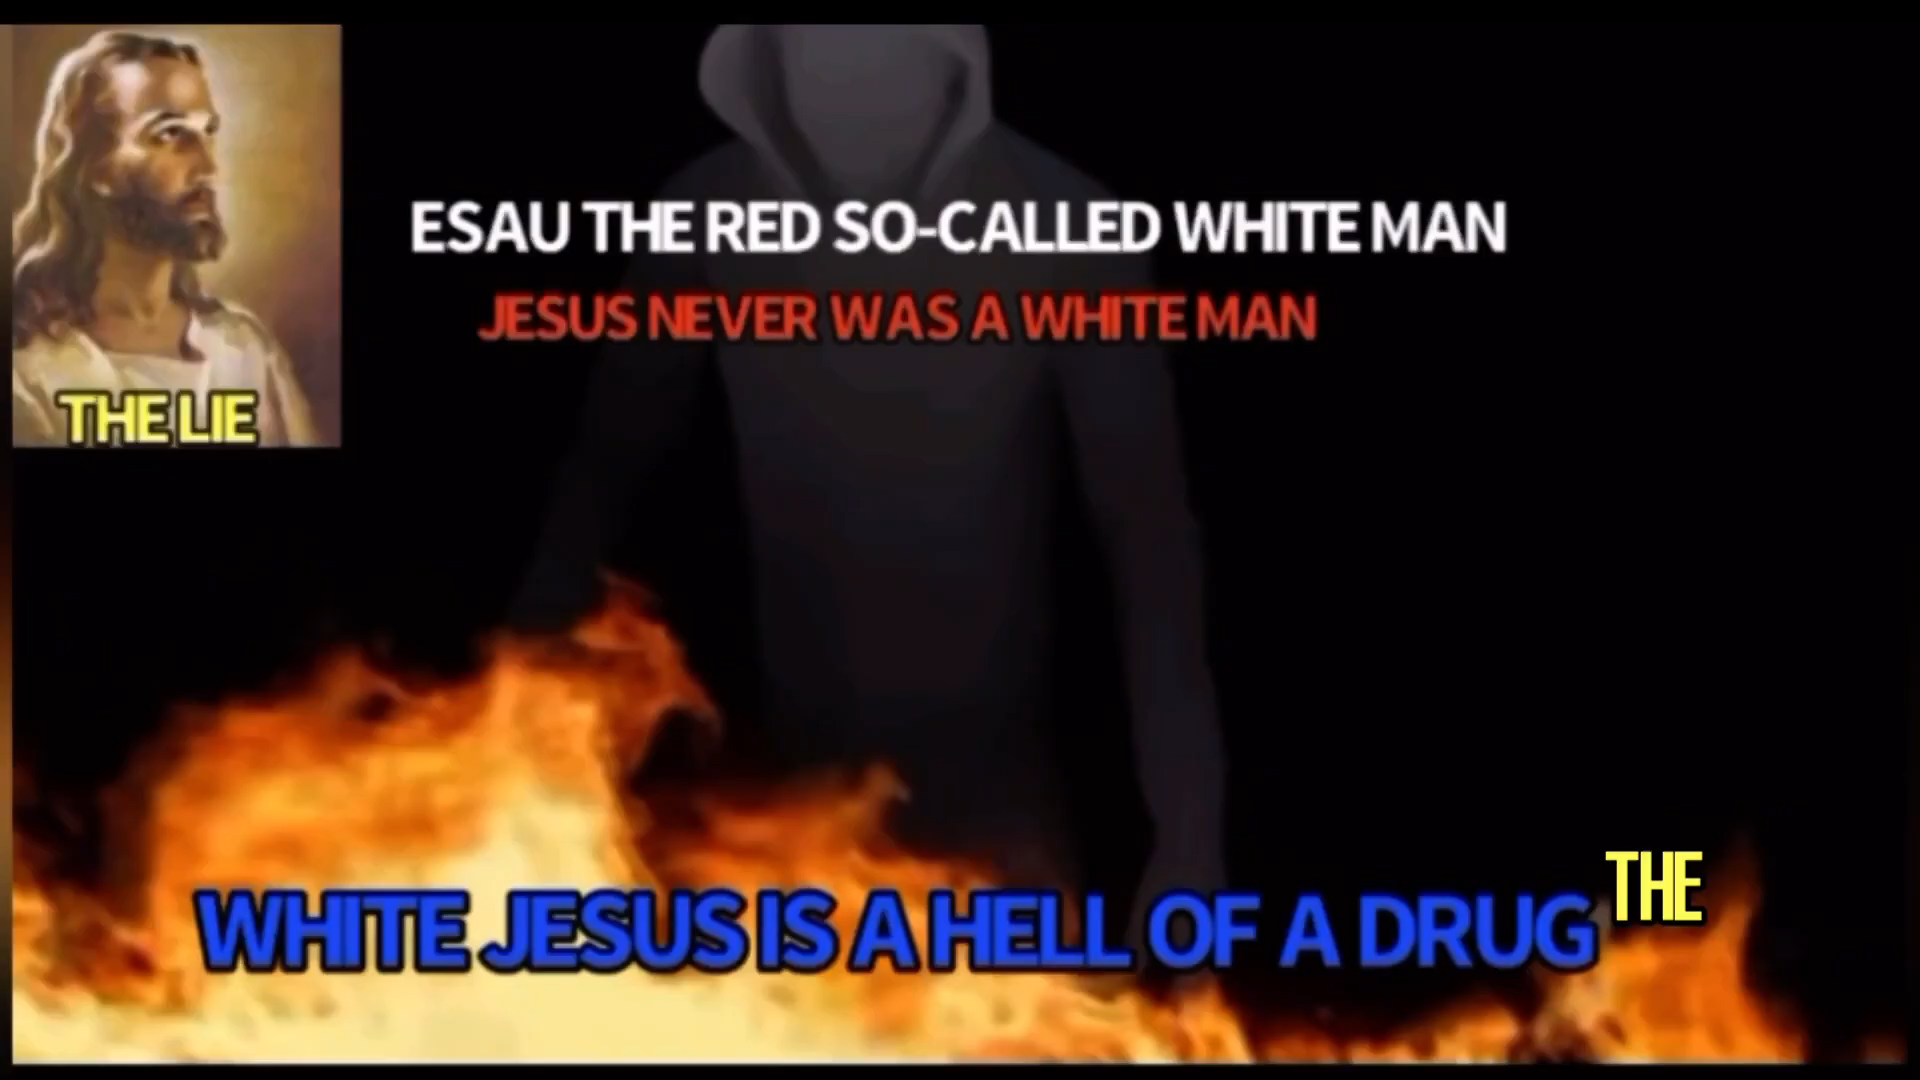 ESAU THE RED SO-CALLED WHITE MAN
JESUS NEVER WAS A WHITE MAN
THE LIE
THE
WHITE JESUS IS A HELL OF A DRUG